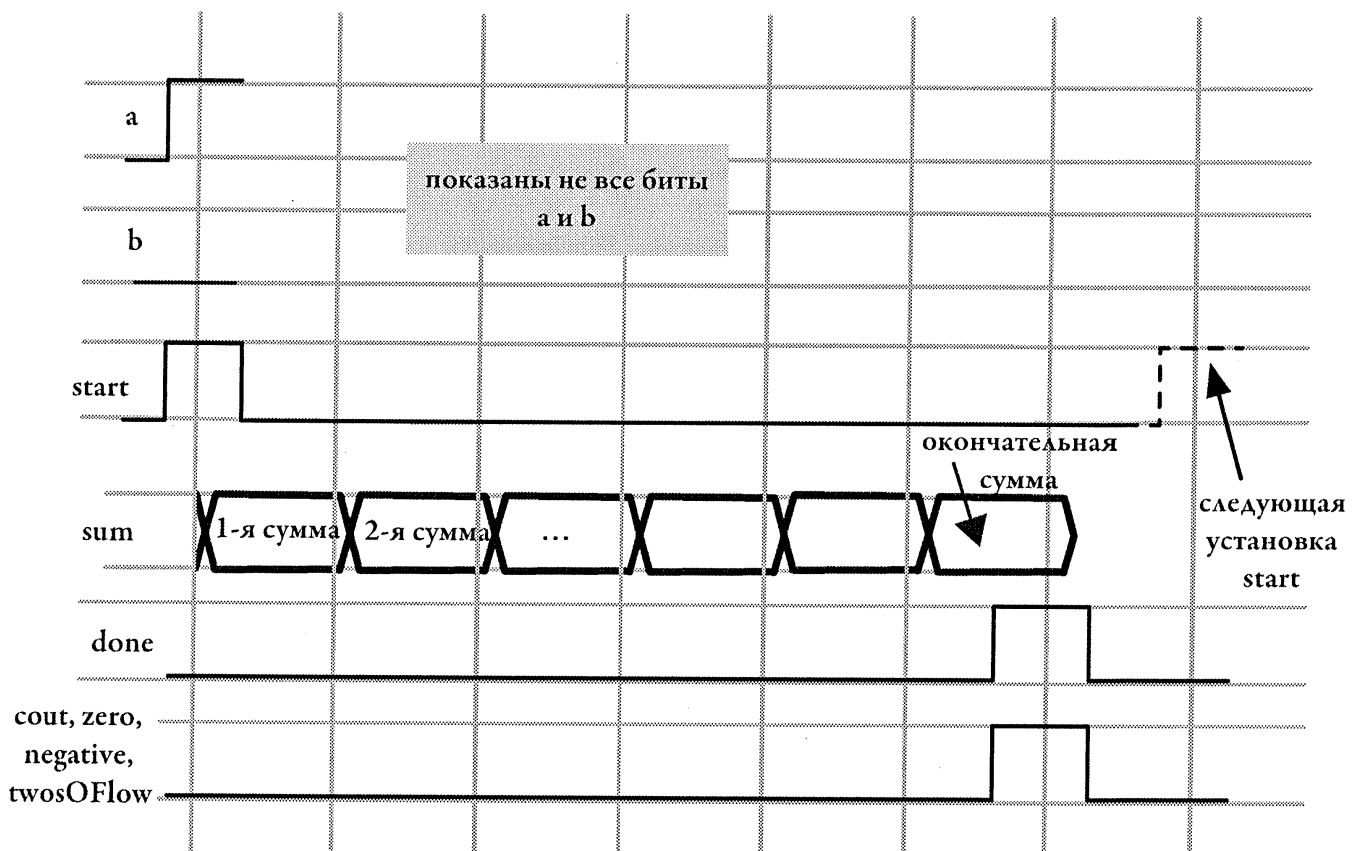 a
показаны не все биты
a и b
b
start
окончательная
сумма
следующая
установка
start
sum
1-я сумма
2-я сумма
...
done
cout, zero,
negative,
twosOFlow